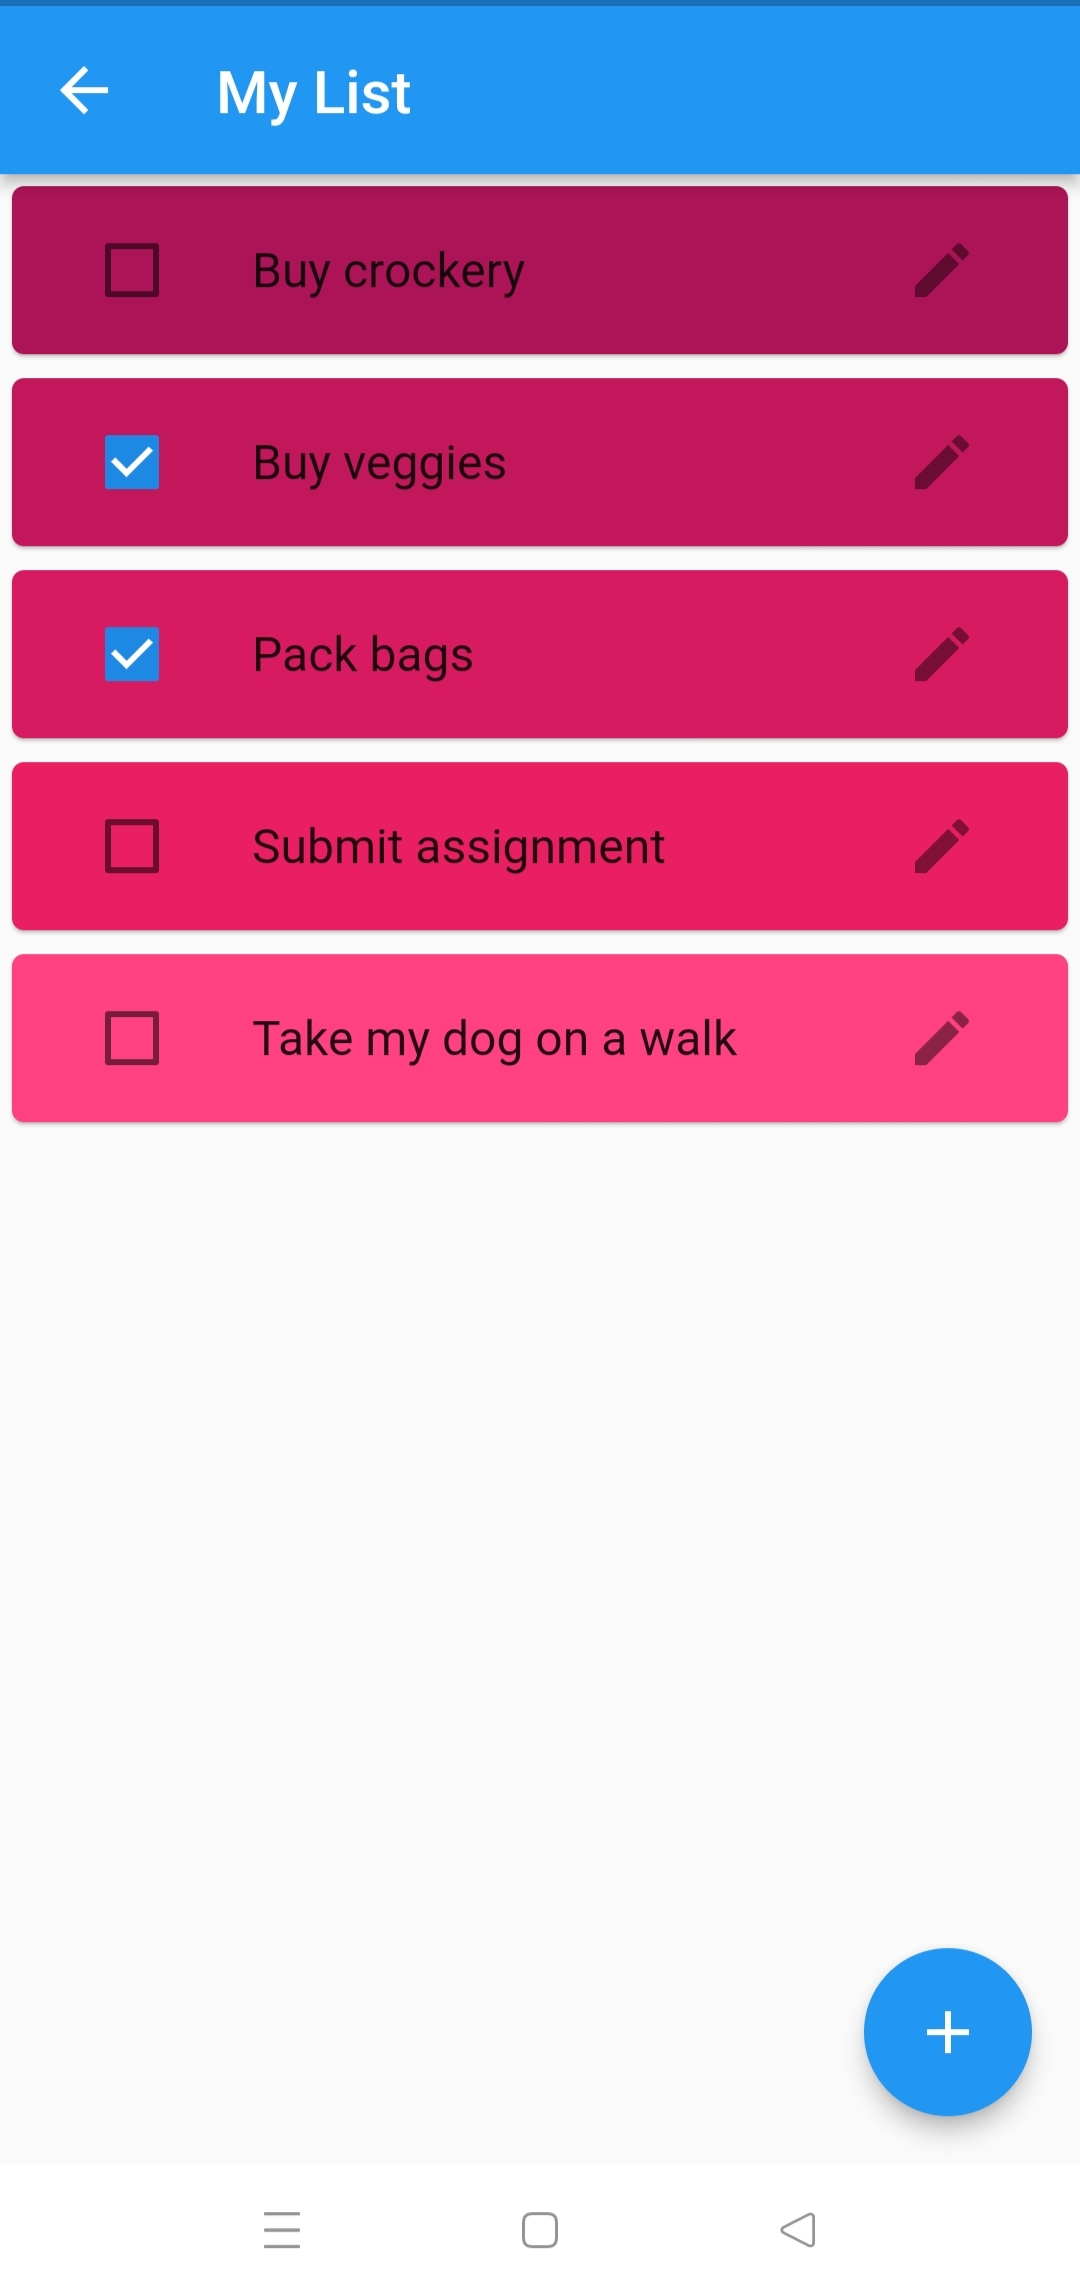 My List
Buy crockery
Buy veggies
Pack bags
Submit assignment
Take my dog on a walk